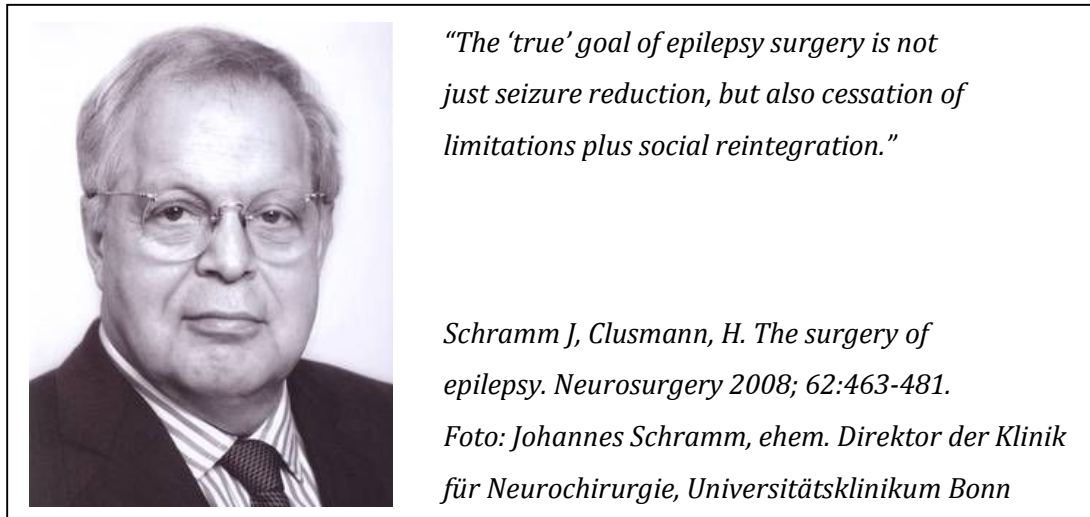 “The ‘true’ goal of epilepsy surgery is not
just seizure reduction, but also cessation of
limitations plus social reintegration.”
Schramm J, Clusmann, H. The surgery of
epilepsy. Neurosurgery 2008; 62:463-481.
Foto: Johannes Schramm, ehem. Direktor der Klinik
für Neurochirurgie, Universitätsklinikum Bonn